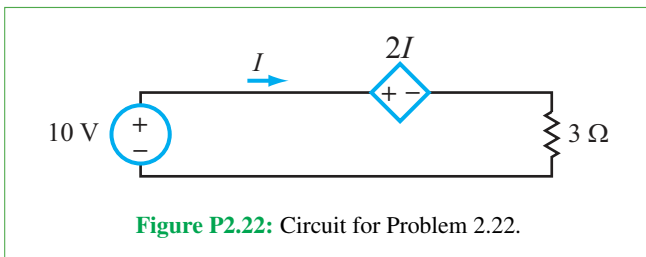 2I
I
+ −
10 V
+
−
3 Ω
Figure P2.22: Circuit for Problem 2.22.